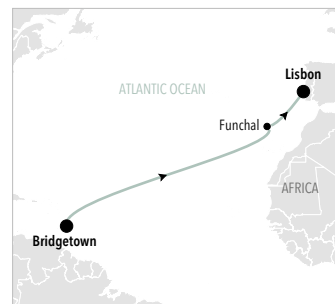 Lisbon
ATLANTIC OCEAN
Funchal
AFRICA
Bridgetown